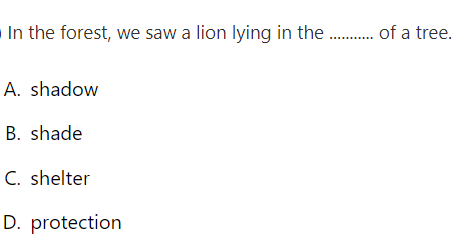 In the forest, we saw a lion lying in the ........... of a tree.
A. shadow
B. shade
C. shelter
D. protection